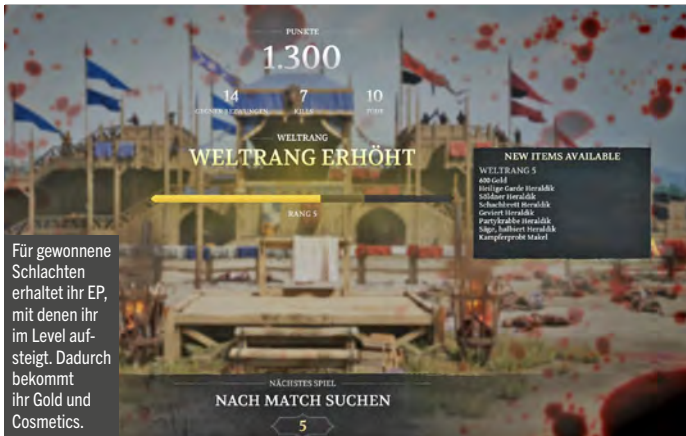 PUNKTE
1.300
14 7 10
KILLS TODE
WELTRANG
WELTRANG ERHÖHT
RANG 5
NEW ITEMS AVAILABLE
WELTRANG 5
600 Geld
Heilige Garde Heraldik
Söldner Heraldik
Schachbrett Heraldik
Geviert Heraldik
Partykrabbe Heraldik
Säge, halbiert Heraldik
Kampferprobt Makel
Für gewonnene
Schlachten
erhaltet ihr EP,
mit denen ihr
im Level auf-
steigt. Dadurch
bekommt
ihr Gold und
Cosmetics.
NÄCHSTES SPIEL
NACH MATCH SUCHEN
5